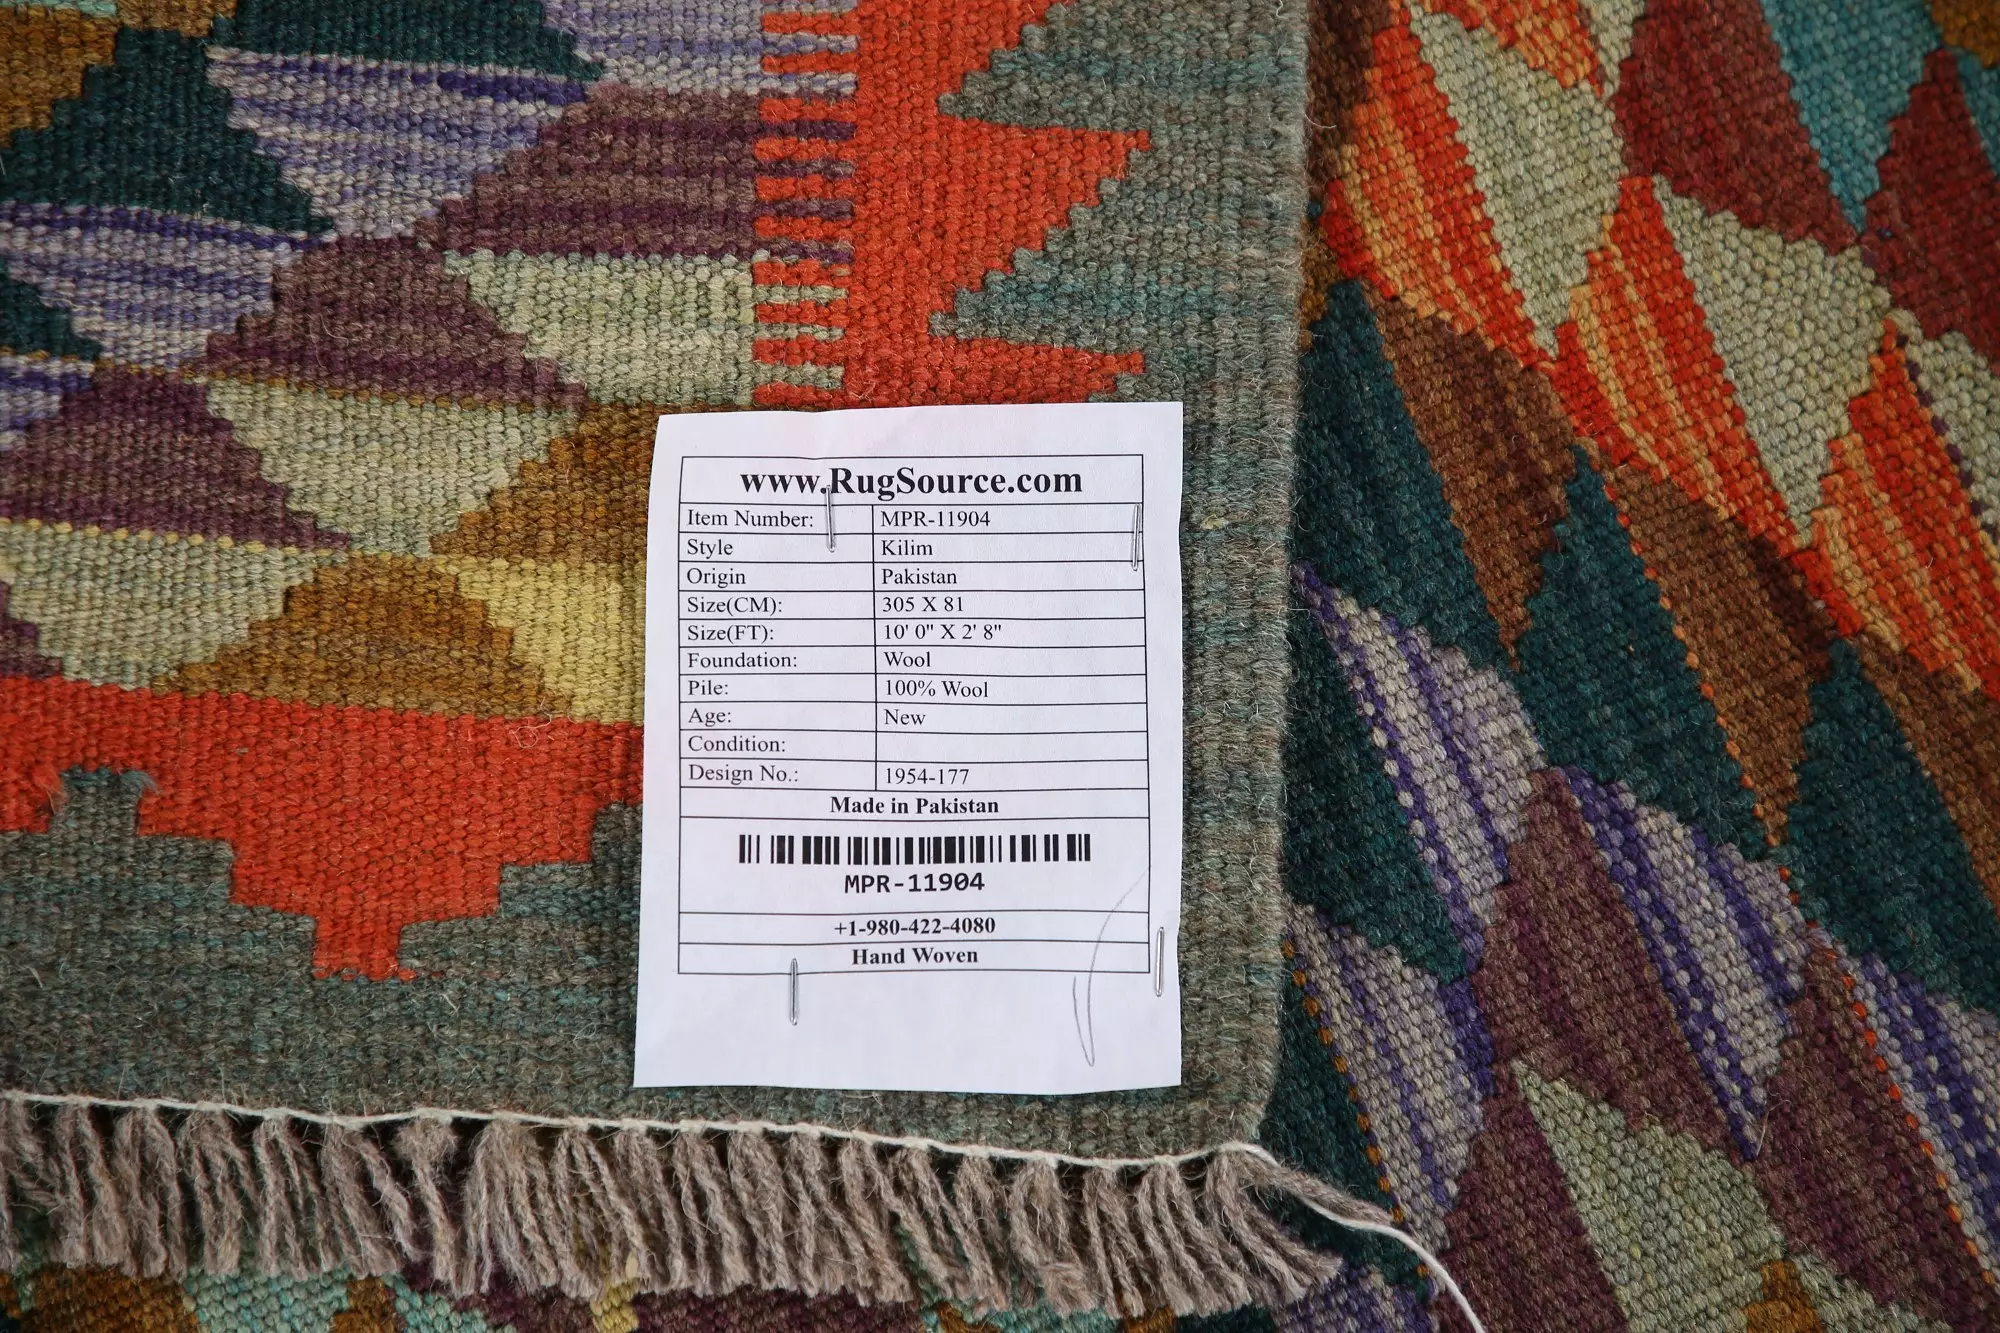 www.RugSource.com
Item Number: MPR-11904
Style Kilim
Origin Pakistan
Size(CM): 305 X 81
Size(FT): 10' 0" X 2' 8"
Foundation: Wool
Pile: 100% Wool
Age: New
Condition:
Design No.: 1954-177
Made in Pakistan
MPR-11904
+1-980-422-4080
Hand Woven